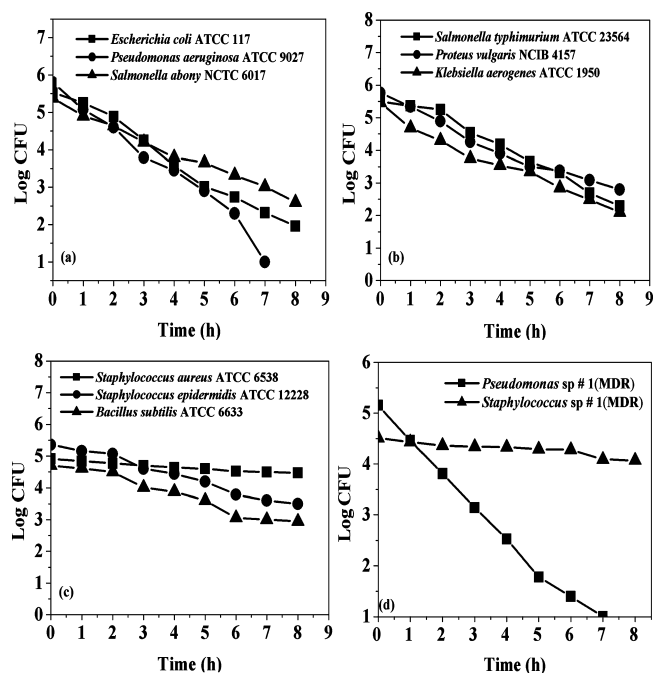 Escherichia coli ATCC 117
Pseudomonas aeruginosa ATCC 9027
Salmonella abony NCTC 6017
7
6
5
4
3
2
1
Log CFU
(a)
0 1 2 3 4 5 6 7 8 9
Time (h)
Salmonella typhimurium ATCC 23564
Proteus vulgaris NCIB 4157
Klebsiella aerogenes ATCC 1950
8
7
6
5
4
3
2
1
0
Log CFU
(b)
0 1 2 3 4 5 6 7 8 9
Time (h)
Staphylococcus aureus ATCC 6538
Staphylococcus epidermidis ATCC 12228
Bacillus subtilis ATCC 6633
8
7
6
5
4
3
2
1
0
Log CFU
(c)
0 1 2 3 4 5 6 7 8 9
Time (h)
Pseudomonas sp # 1(MDR)
Staphylococcus sp # 1(MDR)
6
5
4
3
2
1
Log CFU
(d)
0 1 2 3 4 5 6 7 8
Time (h)